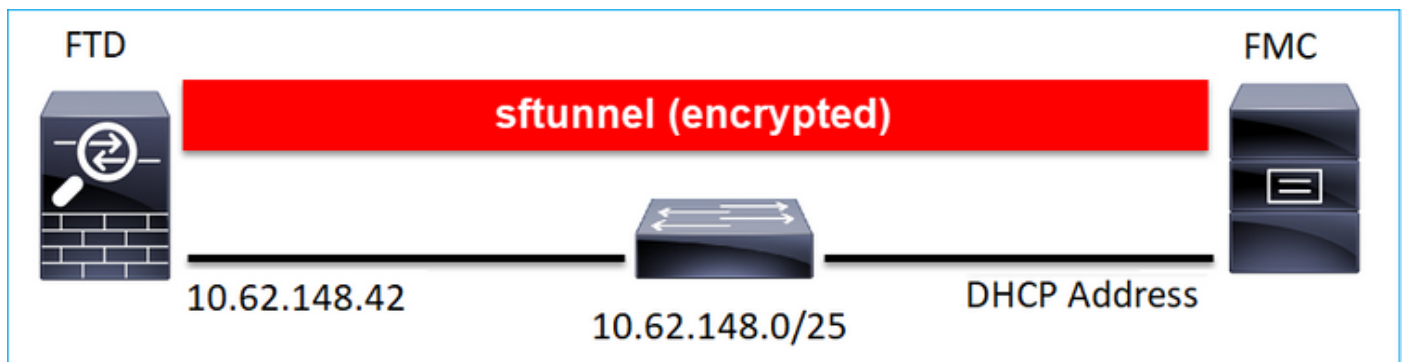 FTD
FMC
sftunnel (encrypted)
10.62.148.42
DHCP Address
10.62.148.0/25